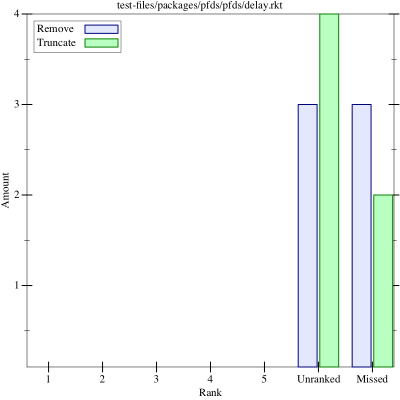 test-files/packages/pfds/pfds/delay.rkt
Remove
Truncate
4
3
2
1
Amount
1 2 3 4 5 Unranked Missed
Rank